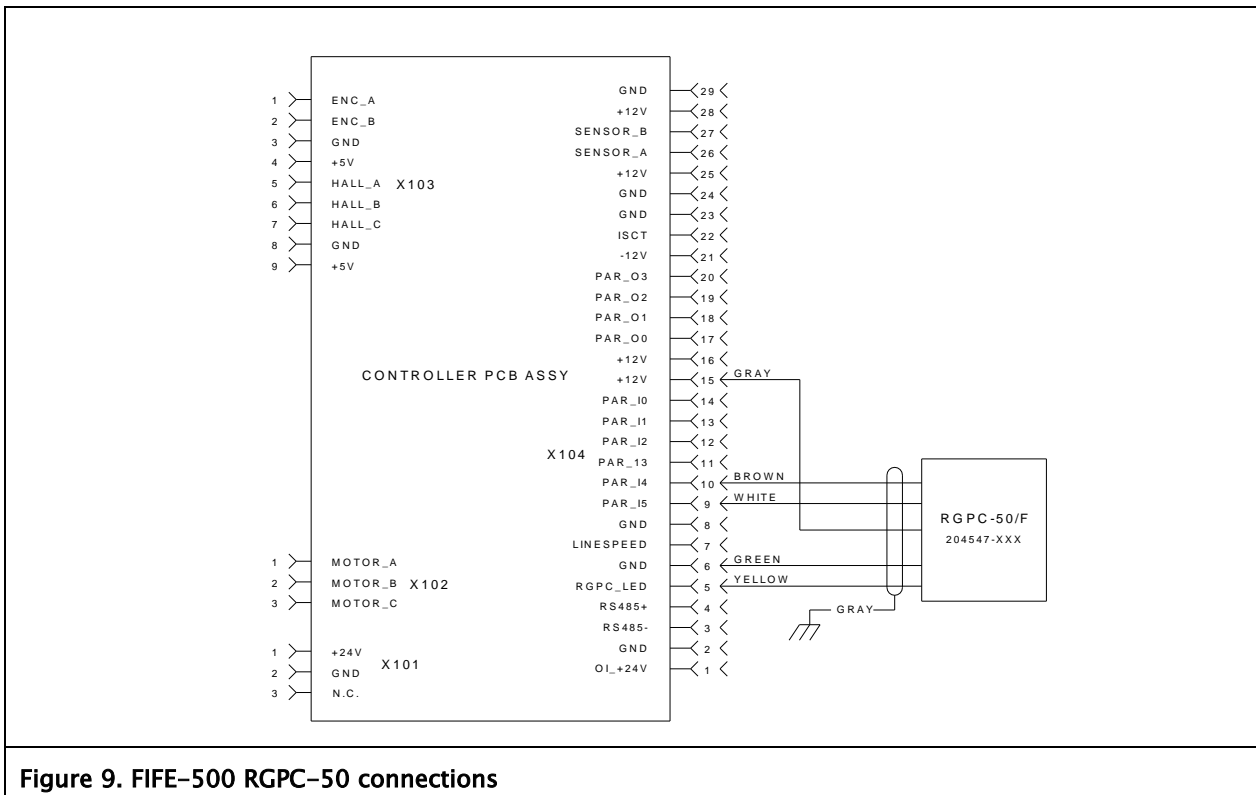 1 ENC_A
2 ENC_B
3 GND
4 +5V
5 HALL_A X103
6 HALL_B
7 HALL_C
8 GND
9 +5V
CONTROLLER PCB ASSY
1 MOTOR_A
2 MOTOR_B X102
3 MOTOR_C
1 +24V
X101
2 GND
3 N.C.
GND 29
+12V 28
SENSOR_B 27
SENSOR_A 26
+12V 25
GND 24
GND 23
ISCT 22
-12V 21
PAR_O3 20
PAR_O2 19
PAR_O1 18
PAR_O0 17
+12V 16
+12V 15 GRAY
PAR_I0 14
PAR_I1 13
PAR_I2 12
X104
PAR_13 11
PAR_I4 10 BROWN
PAR_I5 9 WHITE
GND 8
LINESPEED 7
GND 6 GREEN
RGPC_LED 5 YELLOW
RS485+ 4
RS485- 3
GND 2
OI_+24V 1
RGPC-50/F
204547-XXX
GRAY
Figure 9. FIFE-500 RGPC-50 connections